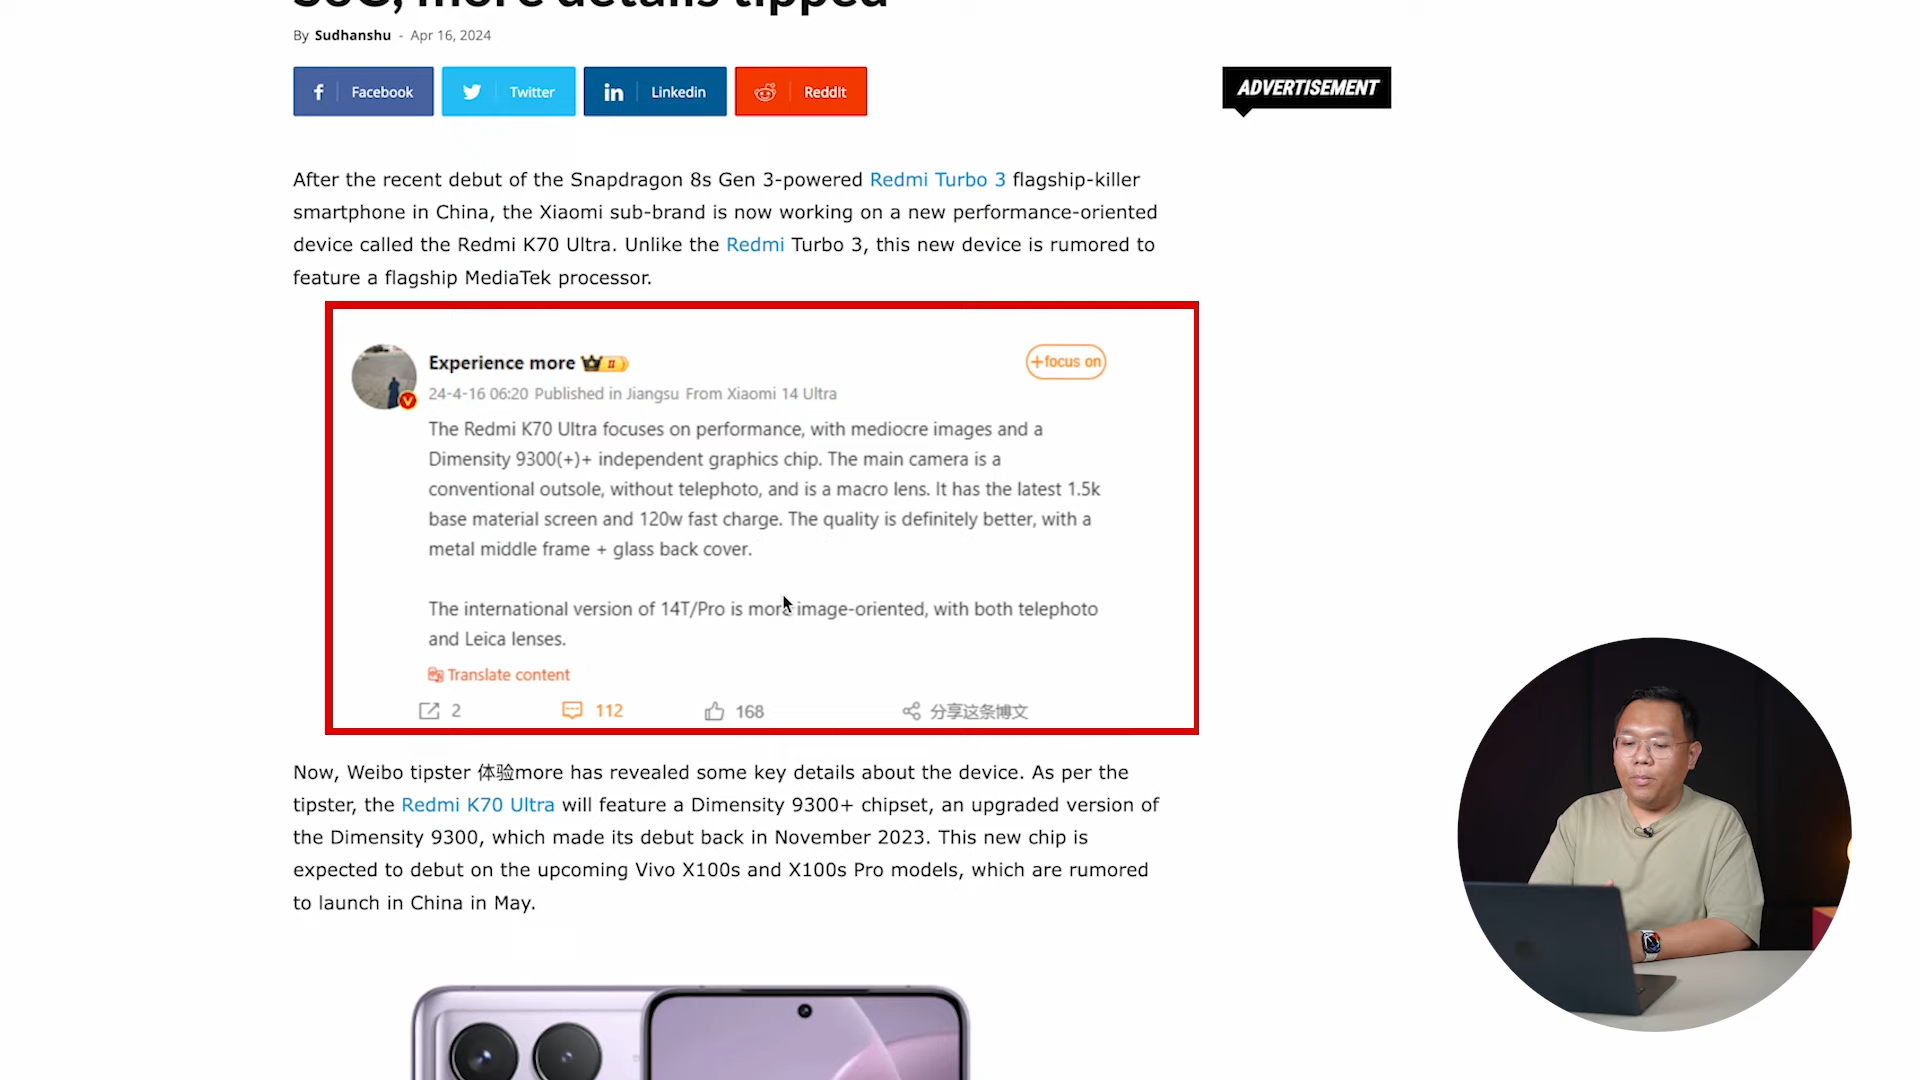 SoC, more details tipped
By Sudhanshu - Apr 16, 2024
Facebook
Twitter
Linkedin
ReddIt
ADVERTISEMENT
After the recent debut of the Snapdragon 8s Gen 3-powered Redmi Turbo 3 flagship-killer
smartphone in China, the Xiaomi sub-brand is now working on a new performance-oriented
device called the Redmi K70 Ultra. Unlike the Redmi Turbo 3, this new device is rumored to
feature a flagship MediaTek processor.
Experience more
+focus on
24-4-16 06:20 Published in Jiangsu From Xiaomi 14 Ultra
The Redmi K70 Ultra focuses on performance, with mediocre images and a
Dimensity 9300(+)+ independent graphics chip. The main camera is a
conventional outsole, without telephoto, and is a macro lens. It has the latest 1.5k
base material screen and 120w fast charge. The quality is definitely better, with a
metal middle frame + glass back cover.
The international version of 14T/Pro is more image-oriented, with both telephoto
and Leica lenses.
Translate content
2
112
168
分享这条博文
Now, Weibo tipster 体验more has revealed some key details about the device. As per the
tipster, the Redmi K70 Ultra will feature a Dimensity 9300+ chipset, an upgraded version of
the Dimensity 9300, which made its debut back in November 2023. This new chip is
expected to debut on the upcoming Vivo X100s and X100s Pro models, which are rumored
to launch in China in May.